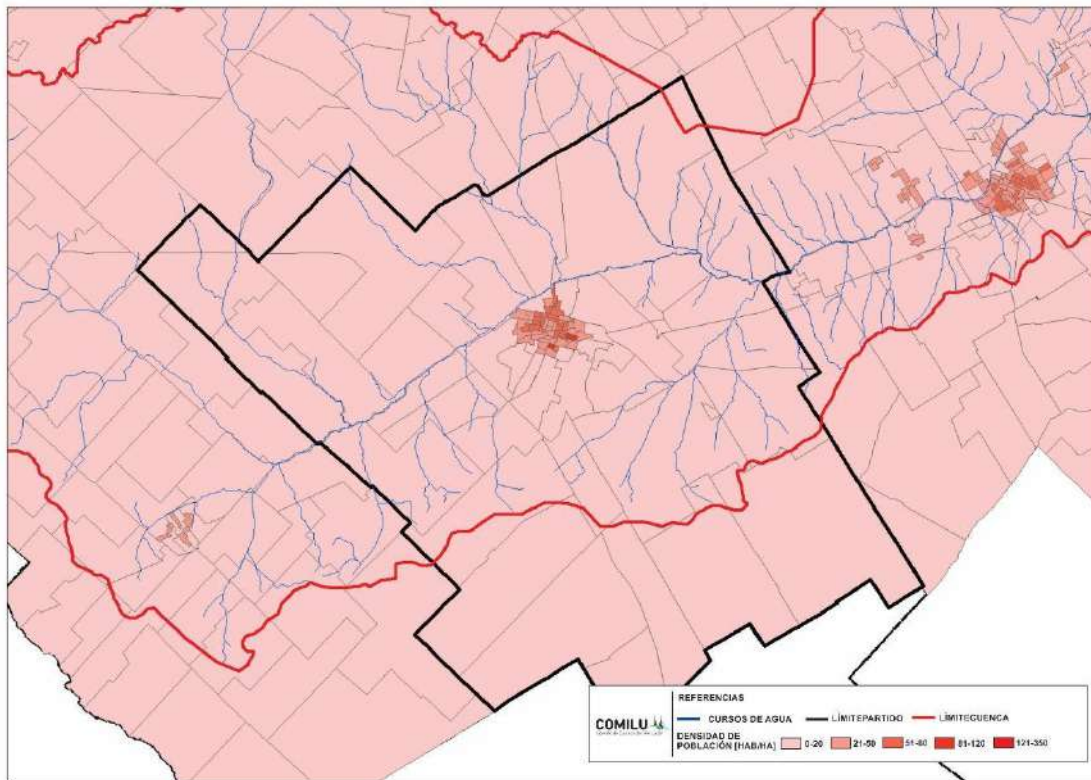 REFERENCIAS
COMILU
CURSOS DE AGUA
LÍMITEPARTIDO
LÍMITECUENCA
DENSIDAD DE
POBLACIÓN [HAB/HA]
0-20
21-50
51-80
81-120
121-350